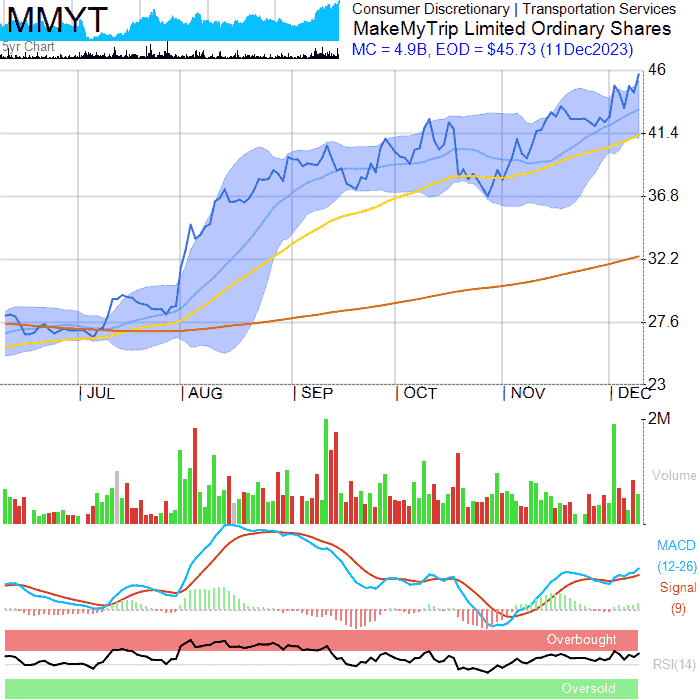 MMYT
5yr Chart
Consumer Discretionary | Transportation Services
MakeMyTrip Limited Ordinary Shares
MC = 4.9B, EOD = $45.73 (11Dec2023)
46
41.4
36.8
32.2
27.6
23
JUL
AUG
SEP
OCT
NOV
DEC
2M
Volume
MACD
(12-26)
Signal
(9)
Overbought
RSI(14)
Oversold